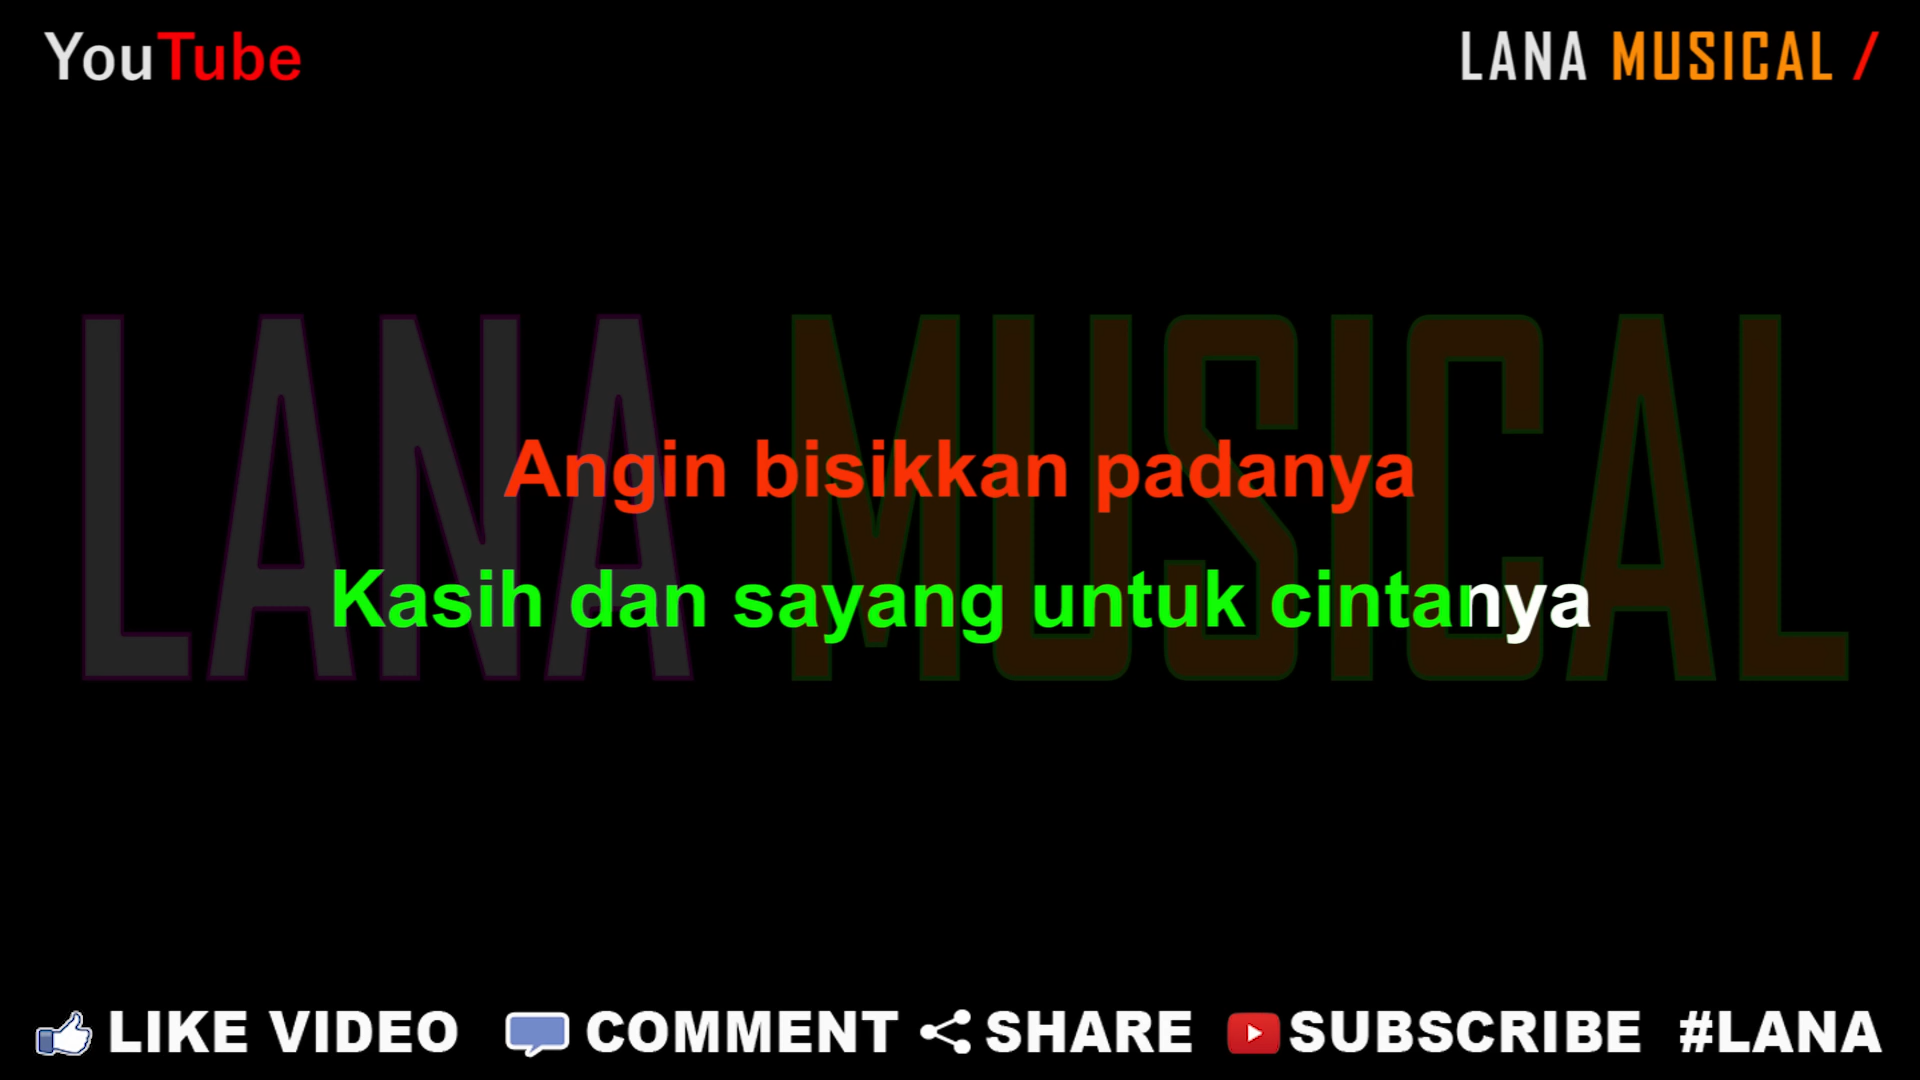 YouTube
LANA MUSICAL /
LANA MUSICAL
Angin bisikkan padanya
Kasih dan sayang untuk cintanya
LIKE VIDEO COMMENT SHARE SUBSCRIBE #LANA